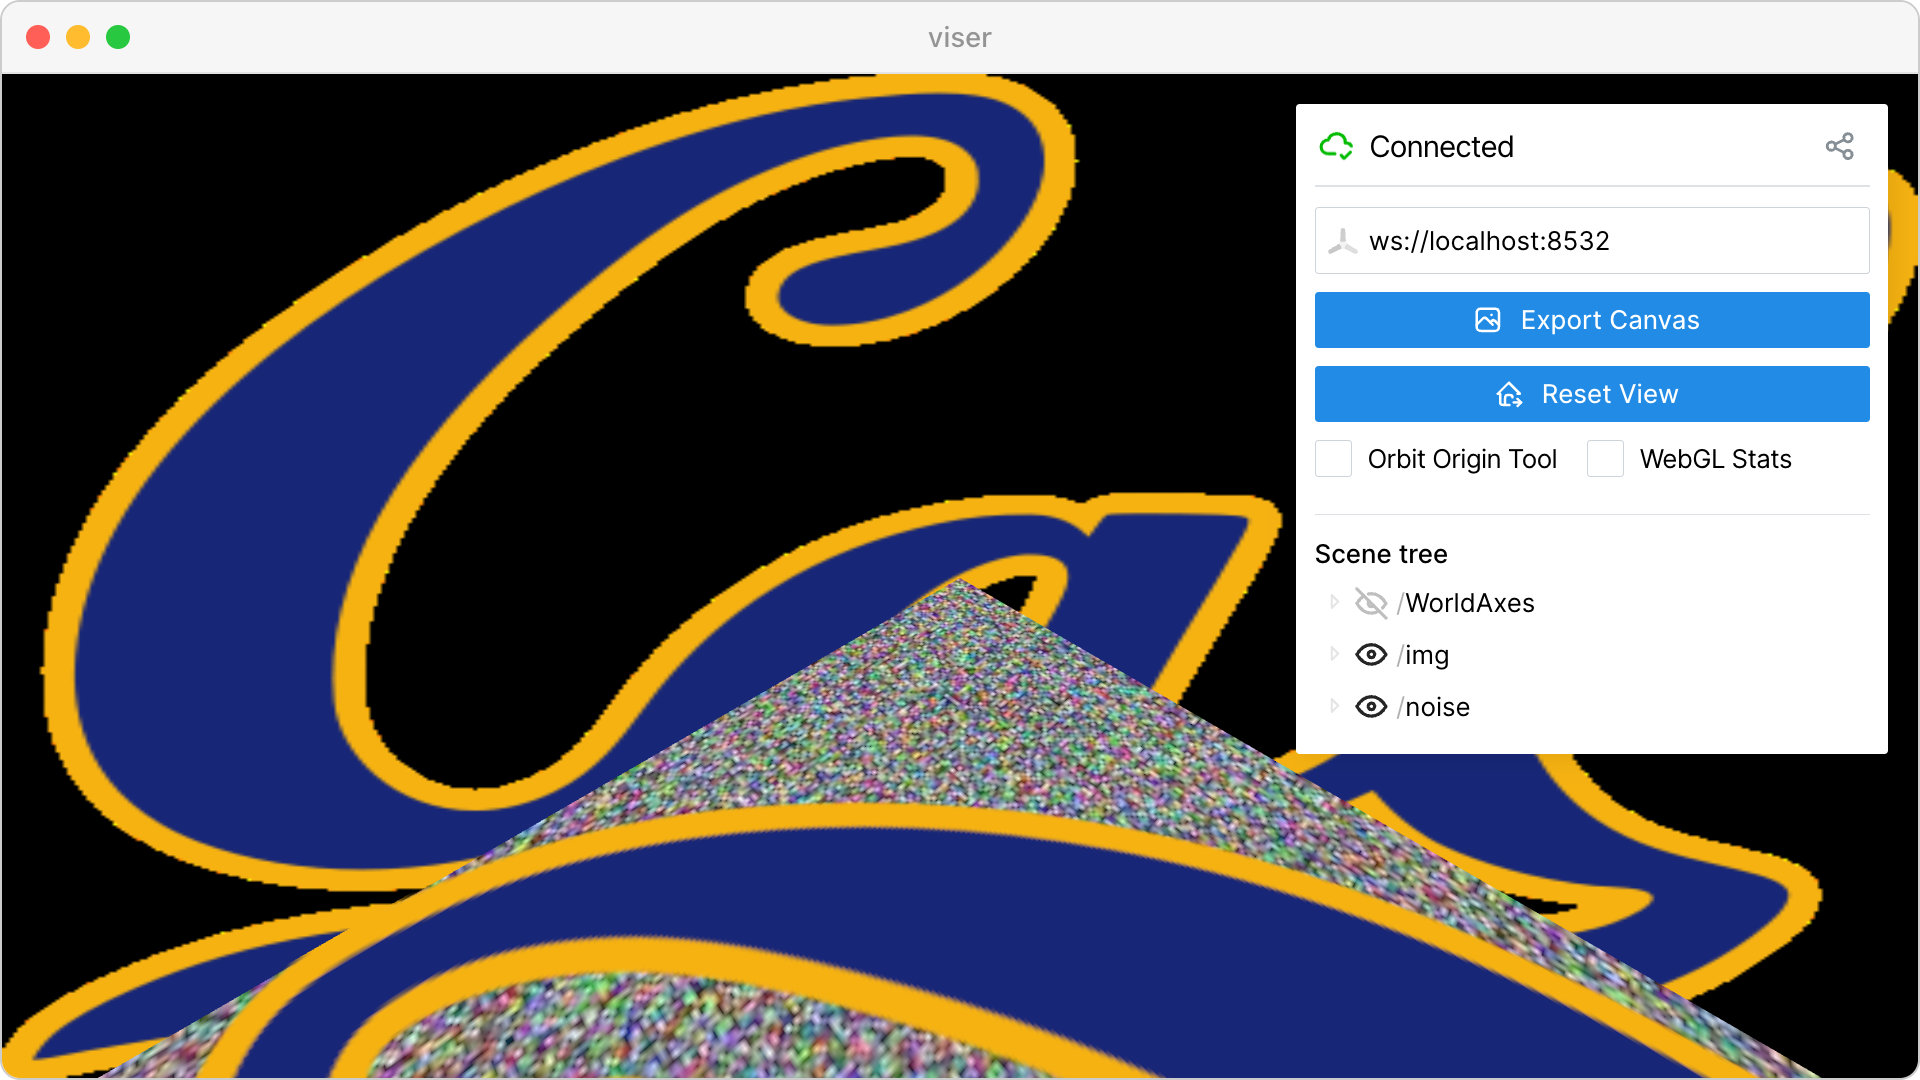 viser
Connected
ws://localhost:8532
Export Canvas
Reset View
Orbit Origin Tool WebGL Stats
Scene tree
/WorldAxes
/img
/noise